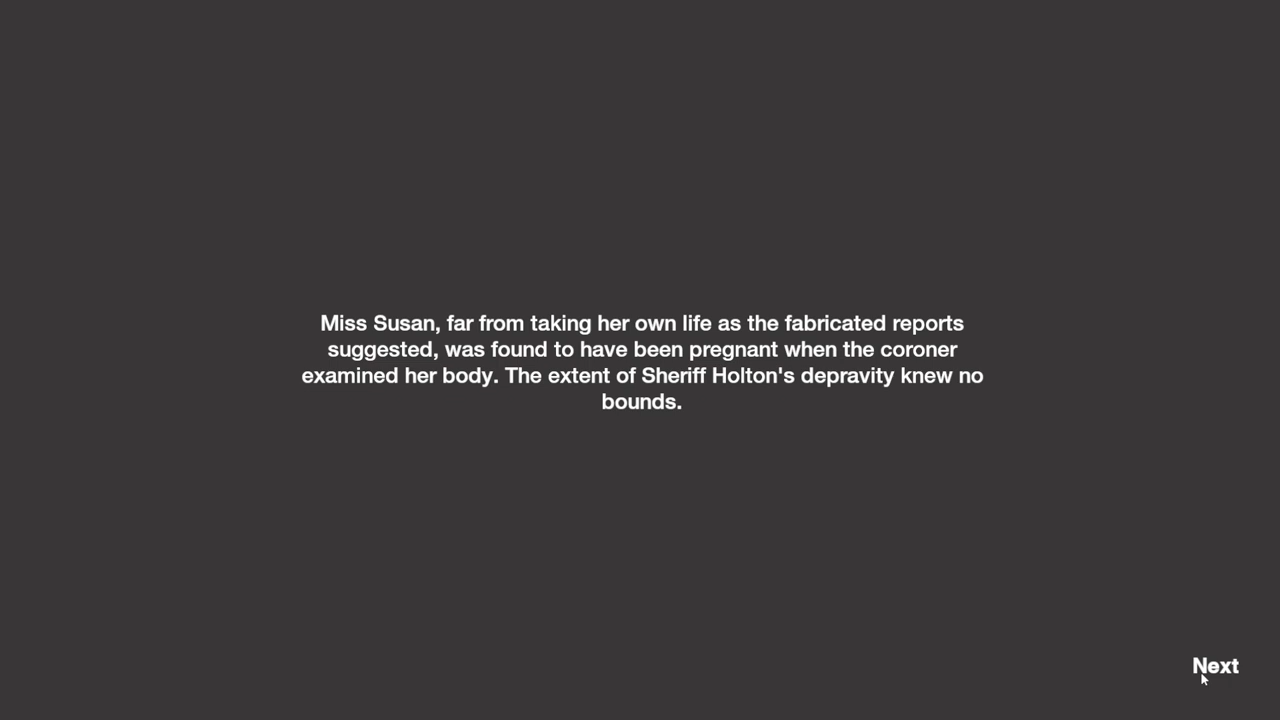 Miss Susan, far from taking her own life as the fabricated reports
suggested, was found to have been pregnant when the coroner
examined her body. The extent of Sheriff Holton's depravity knew no
bounds.
Next